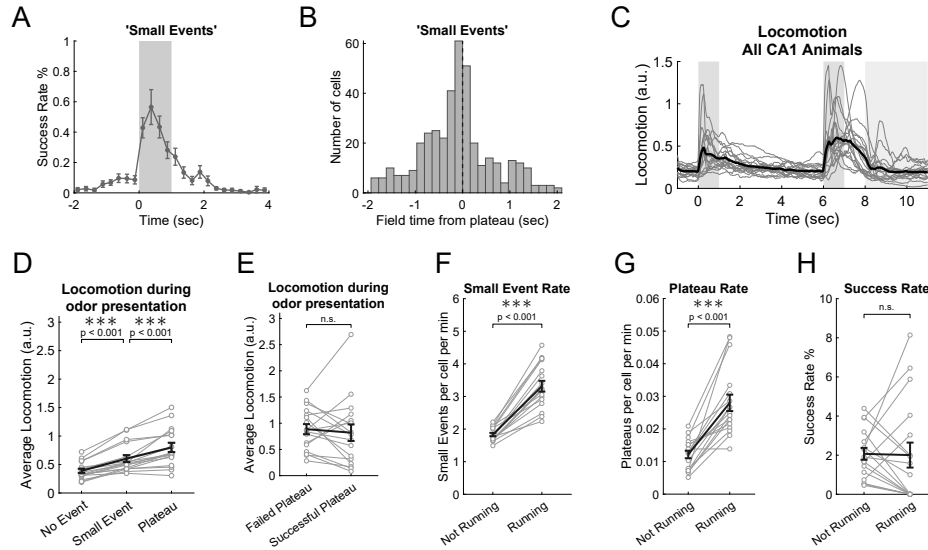 A
'Small Events'
Success Rate %
1
0.8
0.6
0.4
0.2
0
-2
0
2
4
Time (sec)
B
'Small Events'
Number of cells
60
40
20
0
-2
-1
0
1
2
Field time from plateau (sec)
C
Locomotion
All CA1 Animals
Locomotion (a.u.)
1.5
1
0.5
0
0
2
4
6
8
10
Time (sec)
D
Locomotion during
odor presentation
*** ***
p < 0.001 p < 0.001
Average Locomotion (a.u.)
3
2.5
2
1.5
1
0.5
0
No Event
Small Event
Plateau
E
Locomotion during
odor presentation
n.s.
Average Locomotion (a.u.)
3
2.5
2
1.5
1
0.5
0
Failed Plateau
Successful Plateau
F
Small Event Rate
***
p < 0.001
Small Events per cell per min
6
5
4
3
2
1
0
Not Running
Running
G
Plateau Rate
***
p < 0.001
Plateaus per cell per min
0.06
0.05
0.04
0.03
0.02
0.01
0
Not Running
Running
H
Success Rate
n.s.
Success Rate %
10
8
6
4
2
0
Not Running
Running